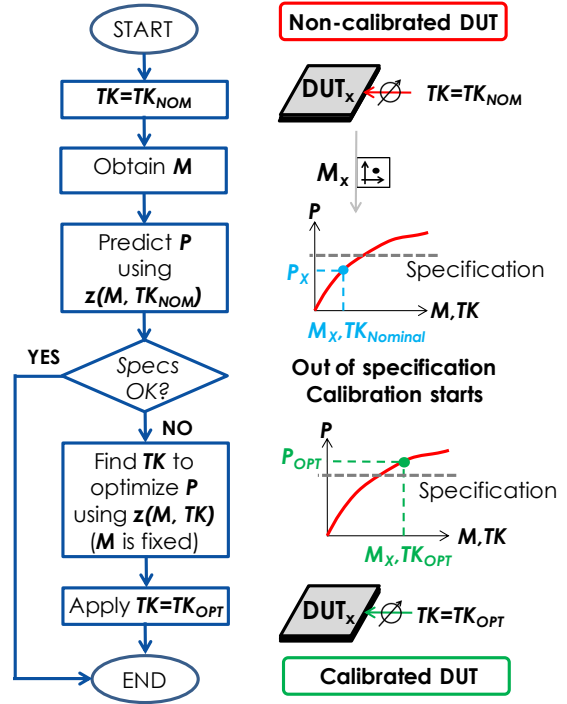 START
TK=TK_NOM
Obtain M
Predict P
using
z(M, TK_NOM)
YES
Specs
OK?
NO
Find TK to
optimize P
using z(M, TK)
(M is fixed)
Apply TK=TK_OPT
END
Non-calibrated DUT
DUT_x
TK=TK_NOM
M_x
P
P_X
Specification
M,TK
M_X,TK_Nominal
Out of specification
Calibration starts
P
P_OPT
Specification
M,TK
M_X,TK_OPT
DUT_x
TK=TK_OPT
Calibrated DUT